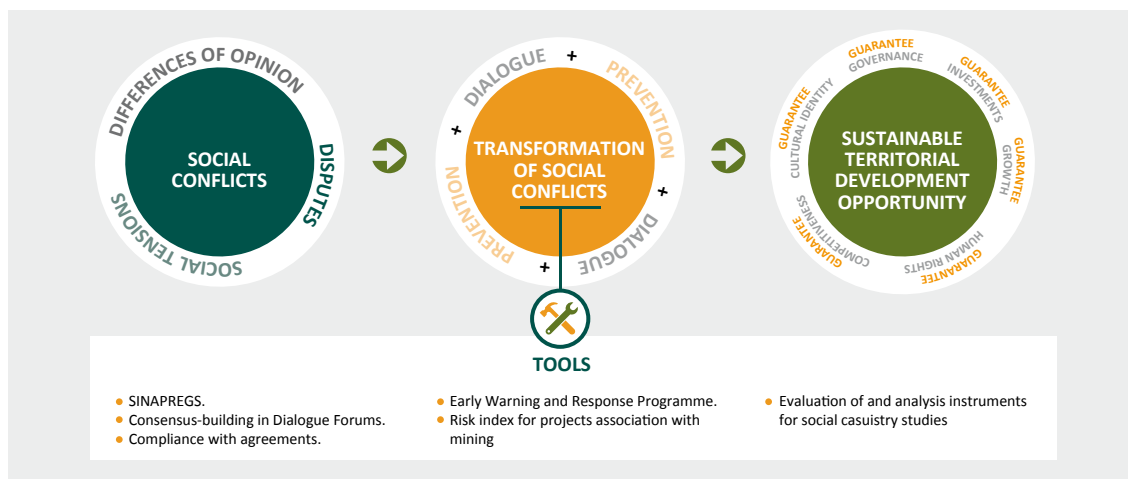 DIFFERENCES OF OPINION
DISPUTES
SOCIAL TENSIONS
SOCIAL
CONFLICTS
DIALOGUE
+
PREVENTION
+
DIALOGUE
+
PREVENTION
+
TRANSFORMATION
OF SOCIAL
CONFLICTS
GUARANTEE
GOVERNANCE
GUARANTEE
INVESTMENTS
GUARANTEE
GROWTH
GUARANTEE
HUMAN RIGHTS
GUARANTEE
COMPETITIVENESS
GUARANTEE
CULTURAL IDENTITY
SUSTAINABLE
TERRITORIAL
DEVELOPMENT
OPPORTUNITY
TOOLS
• SINAPREGS.
• Consensus-building in Dialogue Forums.
• Compliance with agreements.
• Early Warning and Response Programme.
• Risk index for projects association with
mining
• Evaluation of and analysis instruments
for social casuistry studies